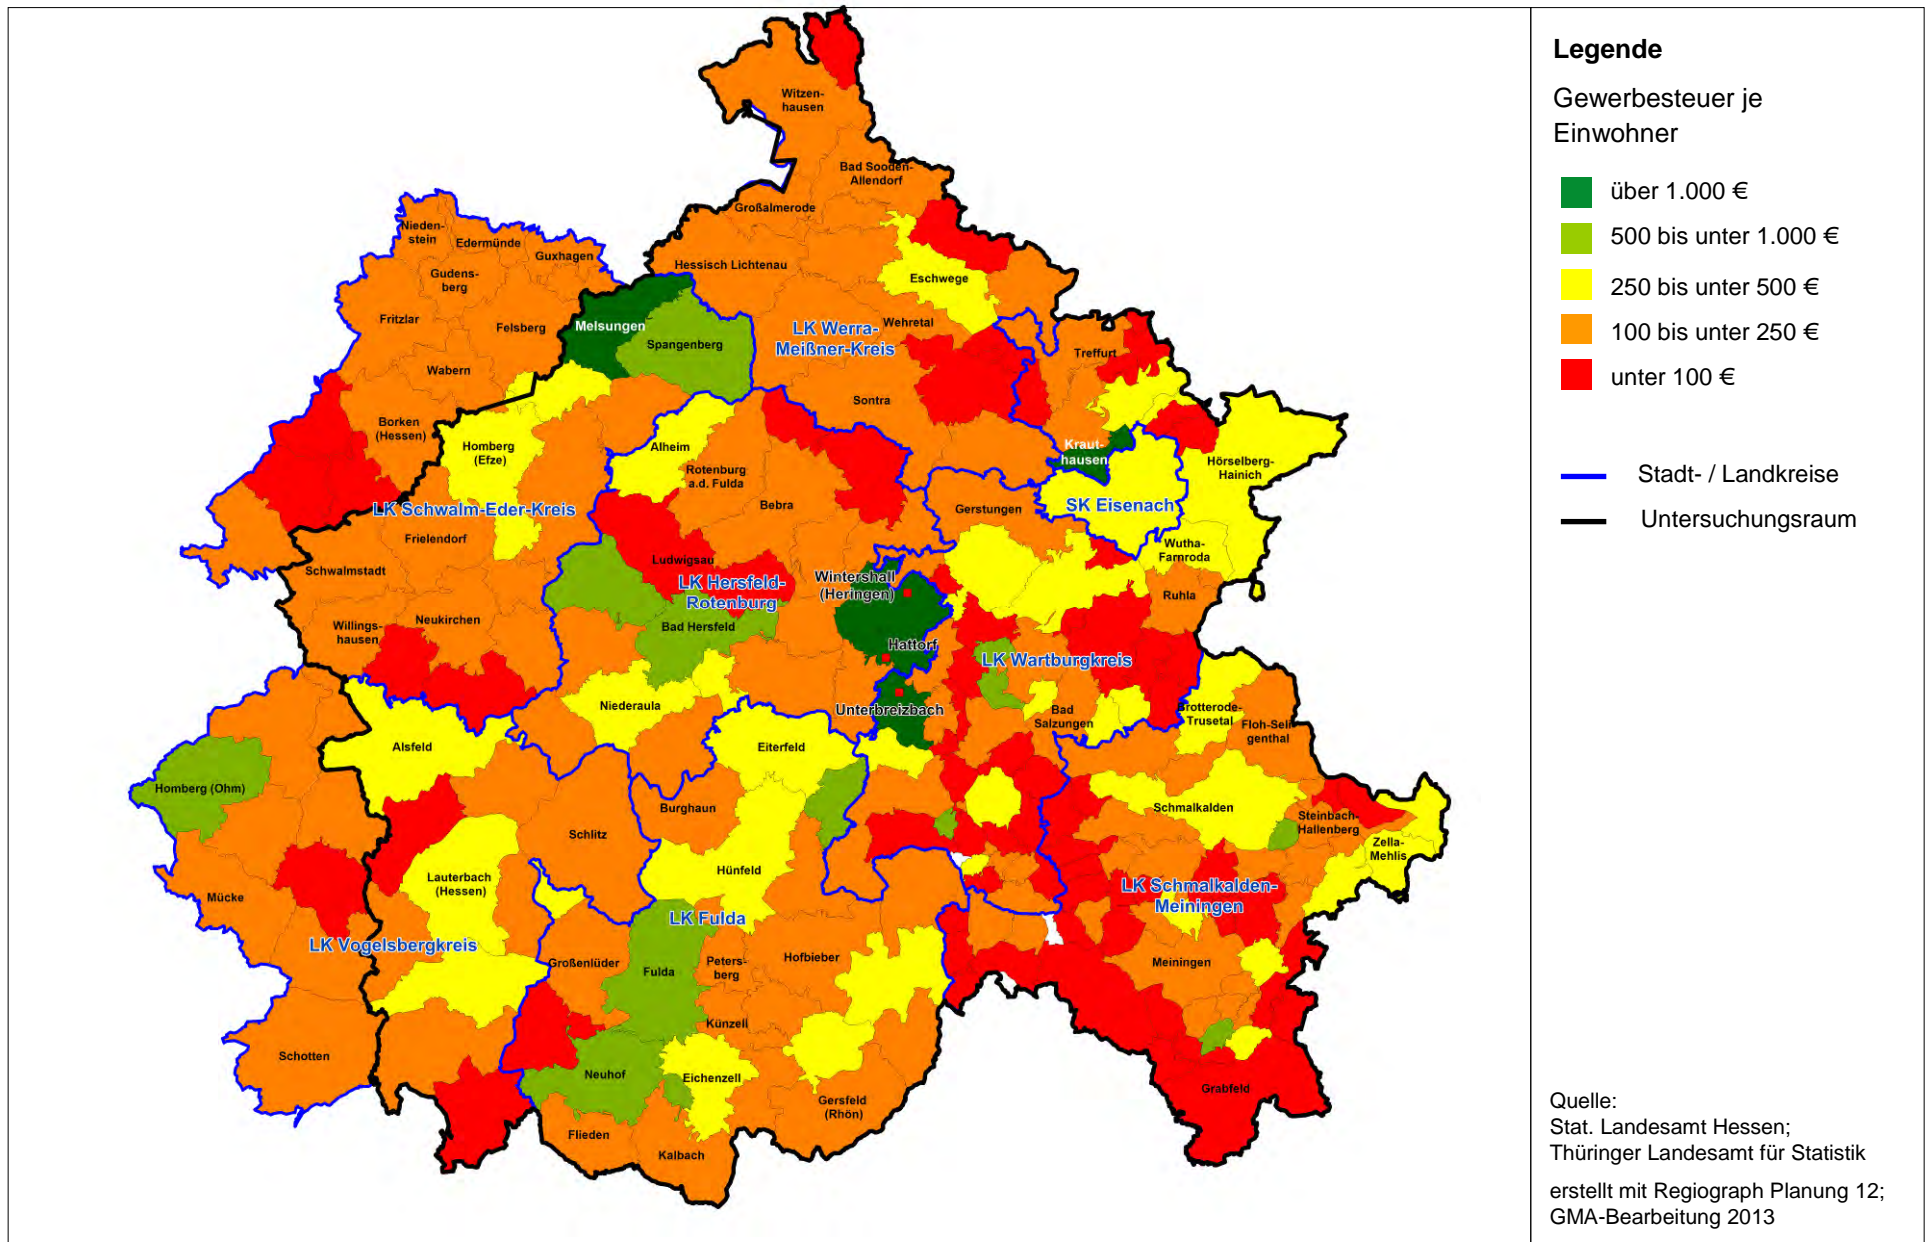 Witzen-
hausen
Bad Sooden-
Allendorf
Großalmerode
Nieden-
stein
Edermünde
Guxhagen
Gudens-
berg
Hessisch Lichtenau
Eschwege
Fritzlar
Felsberg
Melsungen
Spangenberg
Wehretal
LK Werra-
Meißner-Kreis
Treffurt
Wabern
Sontra
Borken
(Hessen)
Homberg
(Efze)
Alheim
Rotenburg
a.d. Fulda
Kraut-
hausen
Hörselberg-
Hainich
LK Schwalm-Eder-Kreis
Bebra
Gerstungen
SK Eisenach
Frielendorf
Wutha-
Farnroda
Schwalmstadt
Ludwigsau
LK Hersfeld-
Rotenburg
Wintershall
(Heringen)
Ruhla
Willings-
hausen
Neukirchen
Bad Hersfeld
Hattorf
LK Wartburgkreis
Niederaula
Unterbreizbach
Bad
Salzungen
Brotterode-
Trusetal
Floh-Seli-
genthal
Alsfeld
Eiterfeld
Homberg (Ohm)
Burghaun
Schlitz
Schmalkalden
Steinbach-
Hallenberg
Zella-
Mehlis
Mücke
Lauterbach
(Hessen)
Hünfeld
LK Schmalkalden-
Meiningen
LK Vogelsbergkreis
LK Fulda
Großenlüder
Fulda
Peters-
berg
Hofbieber
Meiningen
Künzell
Schotten
Neuhof
Eichenzell
Gersfeld
(Rhön)
Grabfeld
Flieden
Kalbach
Legende
Gewerbesteuer je
Einwohner
über 1.000 €
500 bis unter 1.000 €
250 bis unter 500 €
100 bis unter 250 €
unter 100 €
Stadt- / Landkreise
Untersuchungsraum
Quelle:
Stat. Landesamt Hessen;
Thüringer Landesamt für Statistik
erstellt mit Regiograph Planung 12;
GMA-Bearbeitung 2013